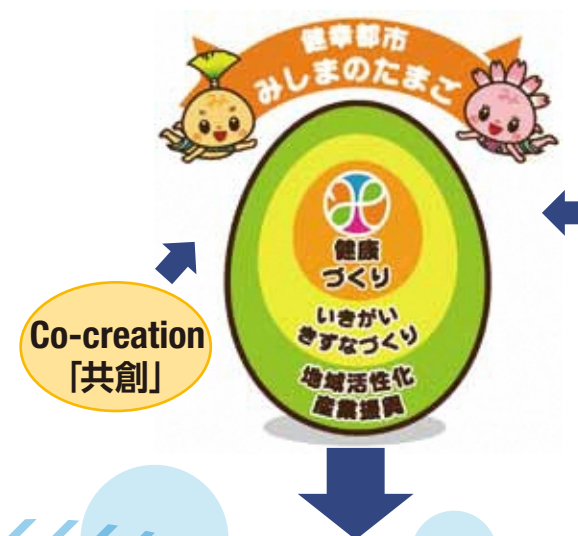 健幸都市
みしまのたまご
健康
づくり
いきがい
きずなづくり
地域活性化
産業振興
Co-creation
「共創」